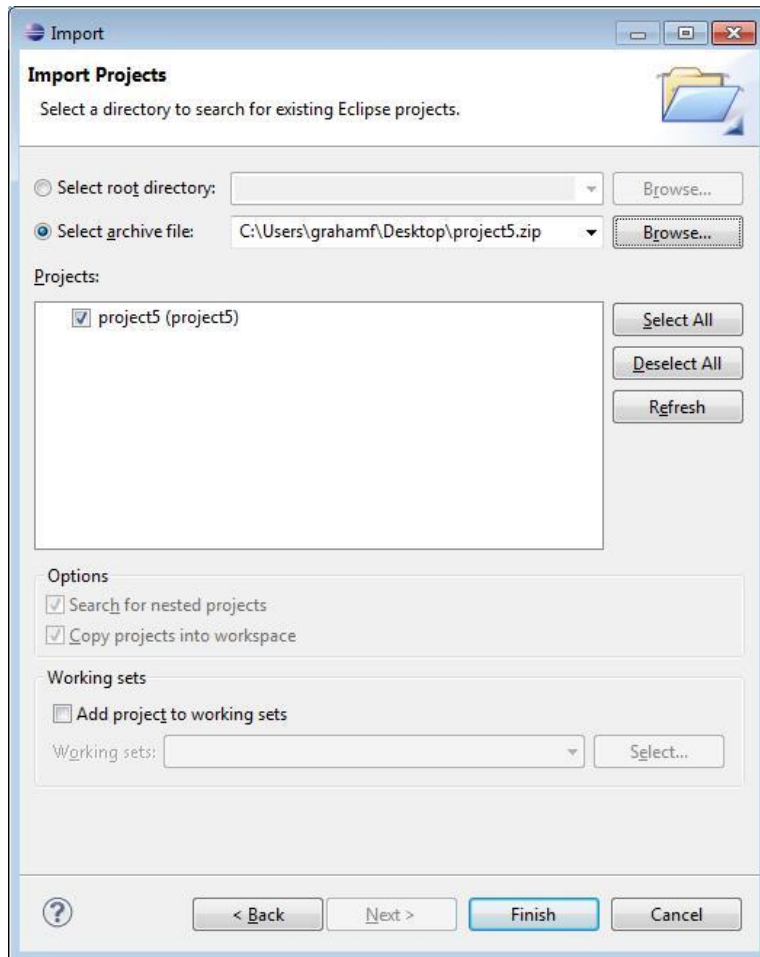 Import
Import Projects
Select a directory to search for existing Eclipse projects.
Select root directory: Browse...
Select archive file: C:\Users\grahamf\Desktop\project5.zip Browse...
Projects:
project5 (project5) Select All
Deselect All
Refresh
Options
Search for nested projects
Copy projects into workspace
Working sets
Add project to working sets
Working sets: Select...
? < Back Next > Finish Cancel